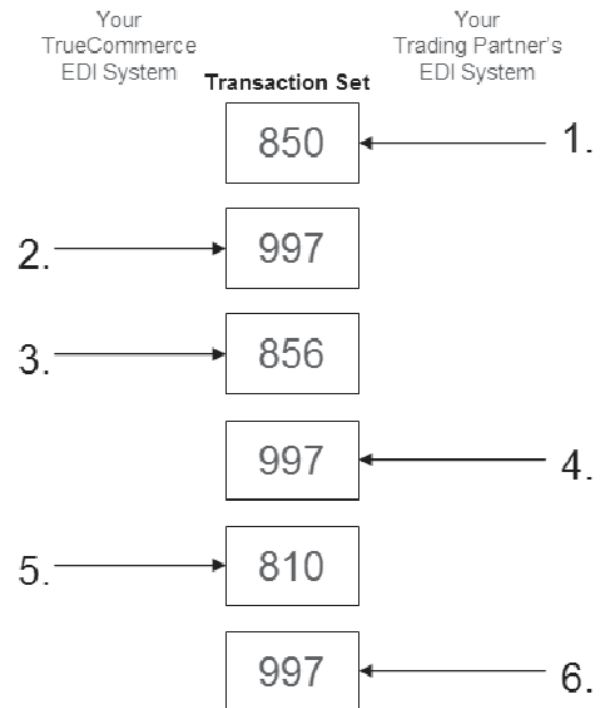 Your
TrueCommerce
EDI System
Your
Trading Partner's
EDI System
Transaction Set
850
1.
2.
997
3.
856
997
4.
5.
810
997
6.